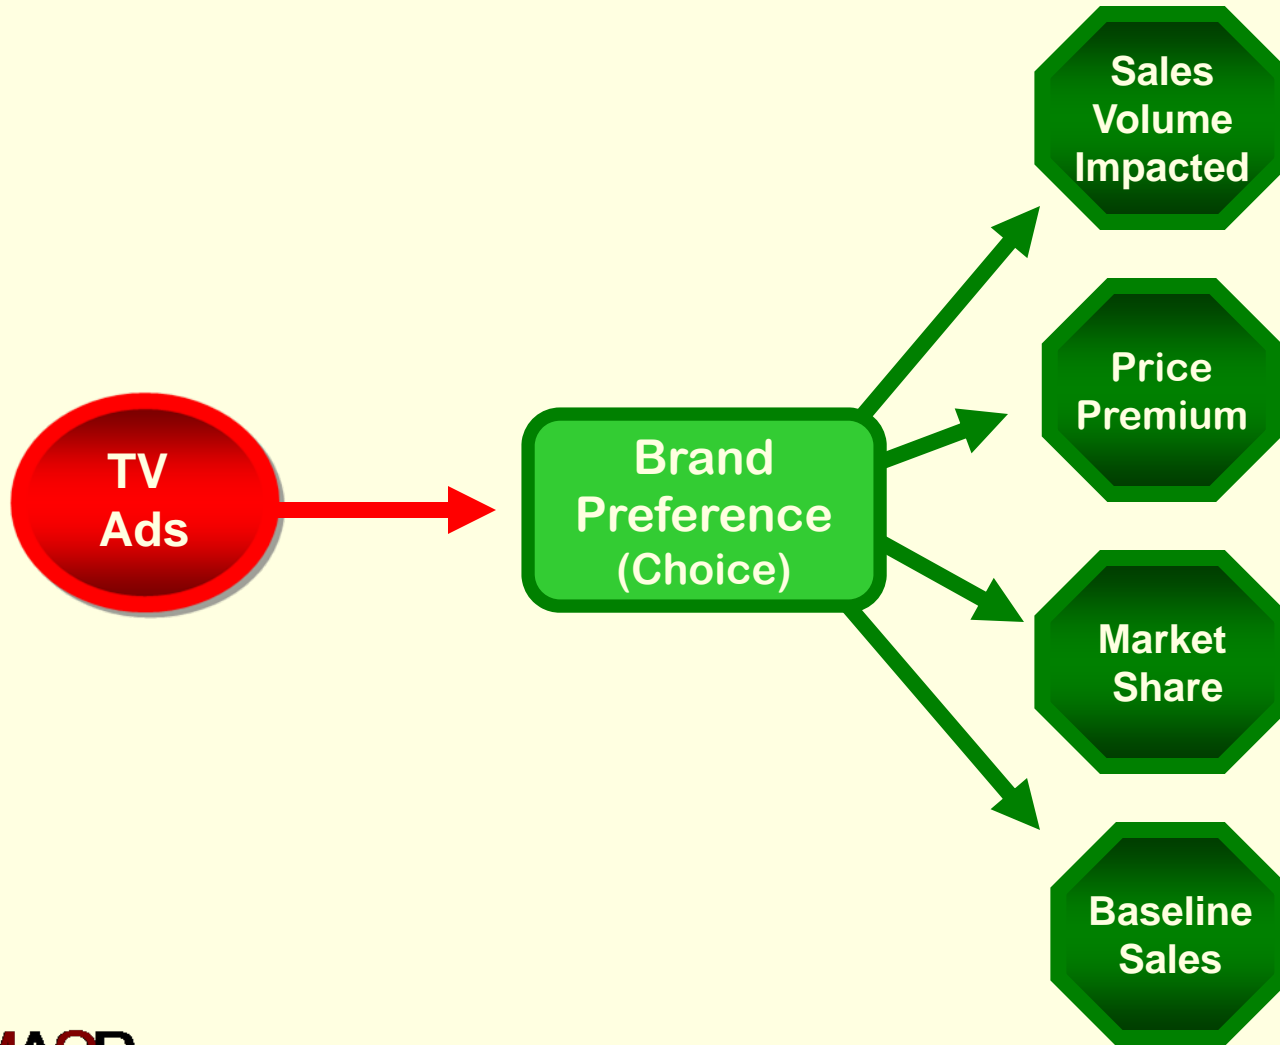 Sales
Volume
Impacted
Price
Premium
TV
Ads
Brand
Preference
(Choice)
Market
Share
Baseline
Sales